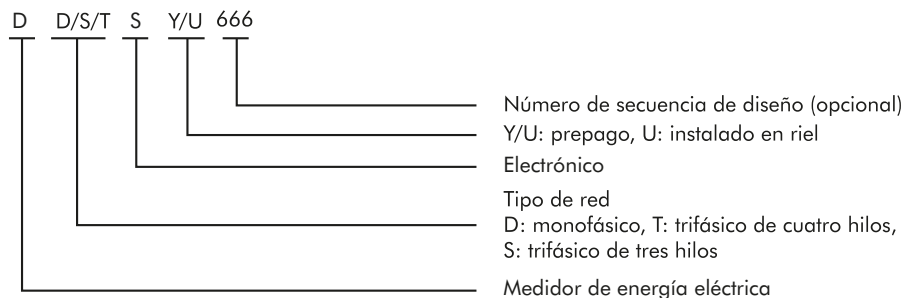 D D/S/T S Y/U 666
Número de secuencia de diseño (opcional)
Y/U: prepago, U: instalado en riel
Electrónico
Tipo de red
D: monofásico, T: trifásico de cuatro hilos,
S: trifásico de tres hilos
Medidor de energía eléctrica